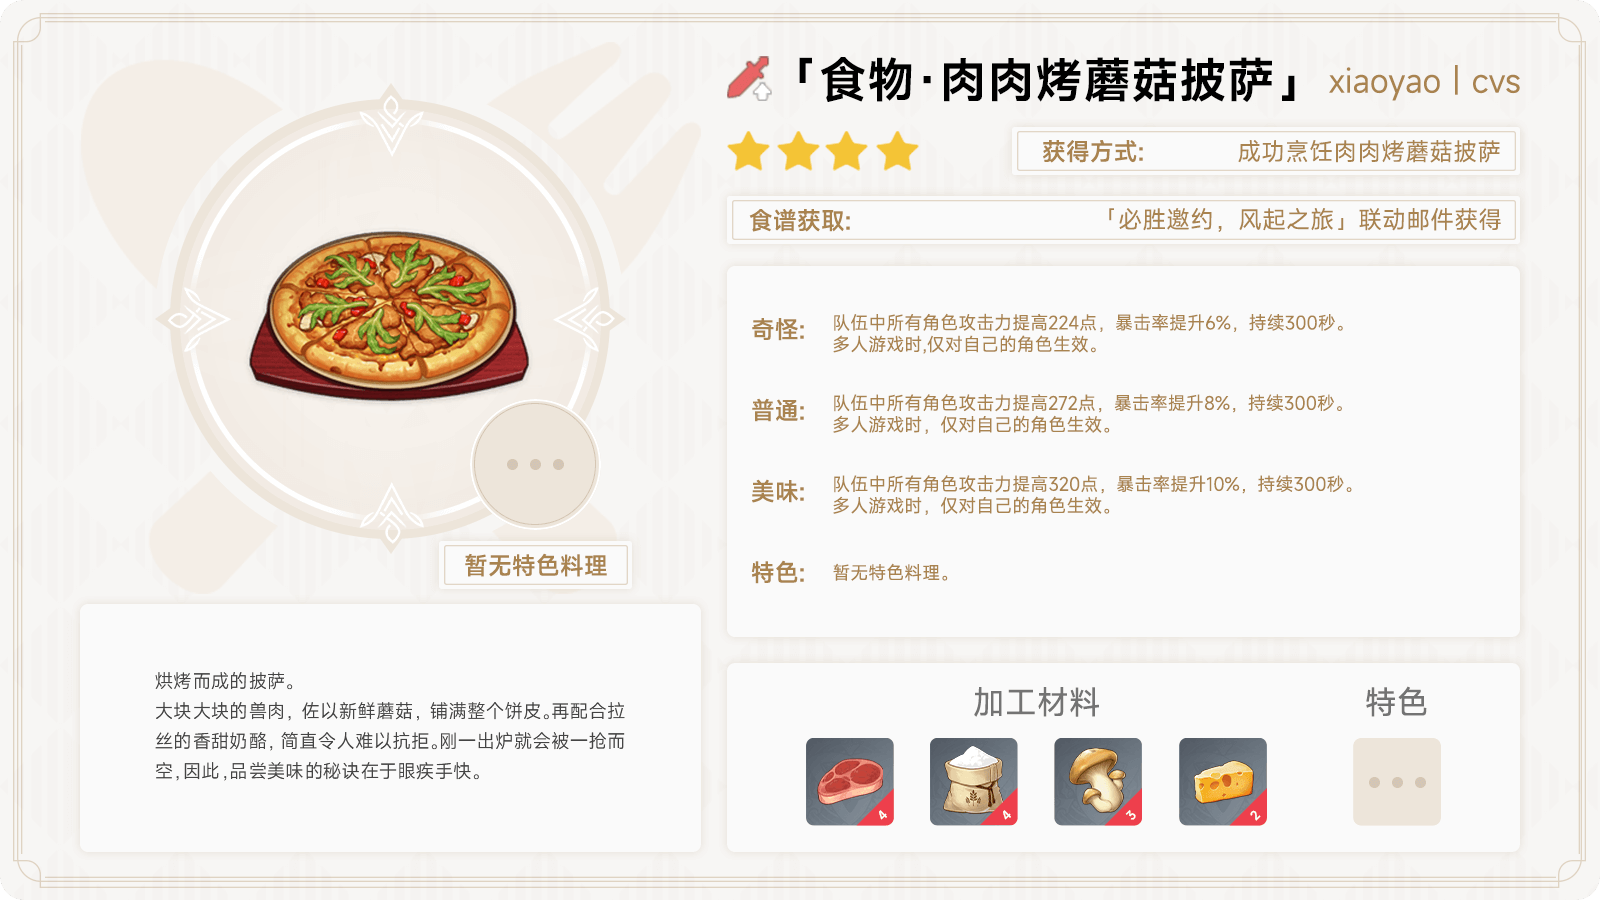 「食物·肉肉烤蘑菇披萨」 xiaoyao | cvs
获得方式: 成功烹饪肉肉烤蘑菇披萨
食谱获取: 「必胜邀约，风起之旅」联动邮件获得
奇怪: 队伍中所有角色攻击力提高224点，暴击率提升6%，持续300秒。
多人游戏时,仅对自己的角色生效。
普通: 队伍中所有角色攻击力提高272点，暴击率提升8%，持续300秒。
多人游戏时，仅对自己的角色生效。
美味: 队伍中所有角色攻击力提高320点，暴击率提升10%，持续300秒。
多人游戏时，仅对自己的角色生效。
特色: 暂无特色料理。
暂无特色料理
烘烤而成的披萨。
大块大块的兽肉，佐以新鲜蘑菇，铺满整个饼皮。再配合拉
丝的香甜奶酪，简直令人难以抗拒。刚一出炉就会被一抢而
空,因此,品尝美味的秘诀在于眼疾手快。
加工材料 特色
4 4 3 2